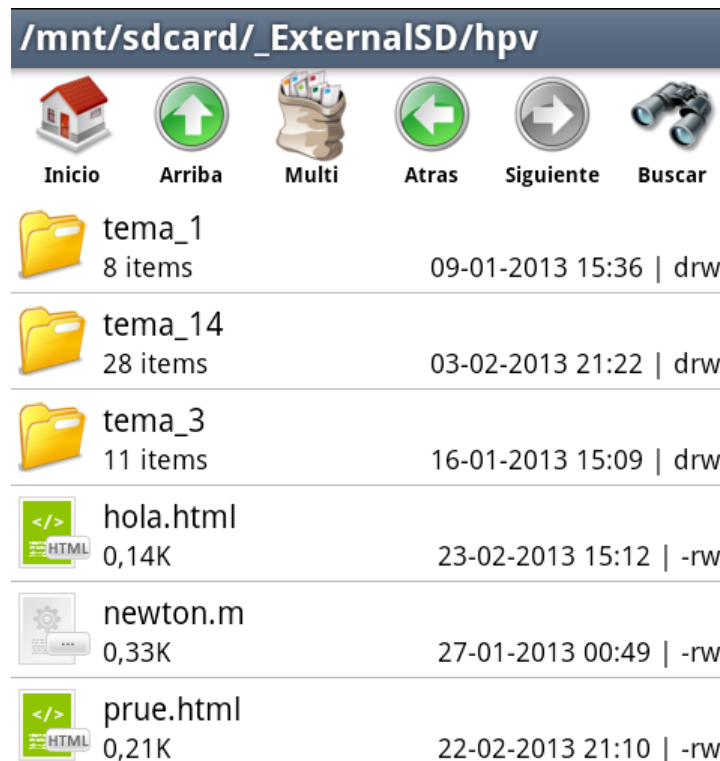 /mnt/sdcard/_ExternalSD/hpv
Inicio Arriba Multi Atras Siguiente Buscar
tema_1
8 items 09-01-2013 15:36 | drw
tema_14
28 items 03-02-2013 21:22 | drw
tema_3
11 items 16-01-2013 15:09 | drw
</> HTML hola.html
0,14K 23-02-2013 15:12 | -rw
... newton.m
0,33K 27-01-2013 00:49 | -rw
</> HTML prue.html
0,21K 22-02-2013 21:10 | -rw